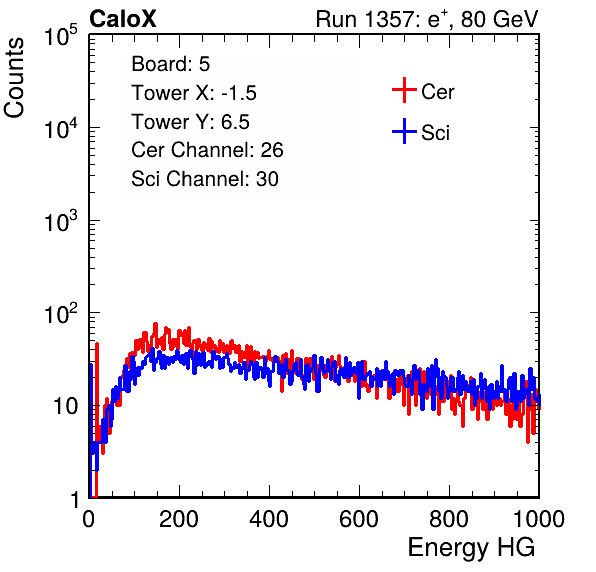 CaloX Run 1357: e⁺, 80 GeV
Counts
10⁵
10⁴
10³
10²
10
1
Board: 5
Tower X: -1.5
Tower Y: 6.5
Cer Channel: 26
Sci Channel: 30
Cer
Sci
0 200 400 600 800 1000
Energy HG